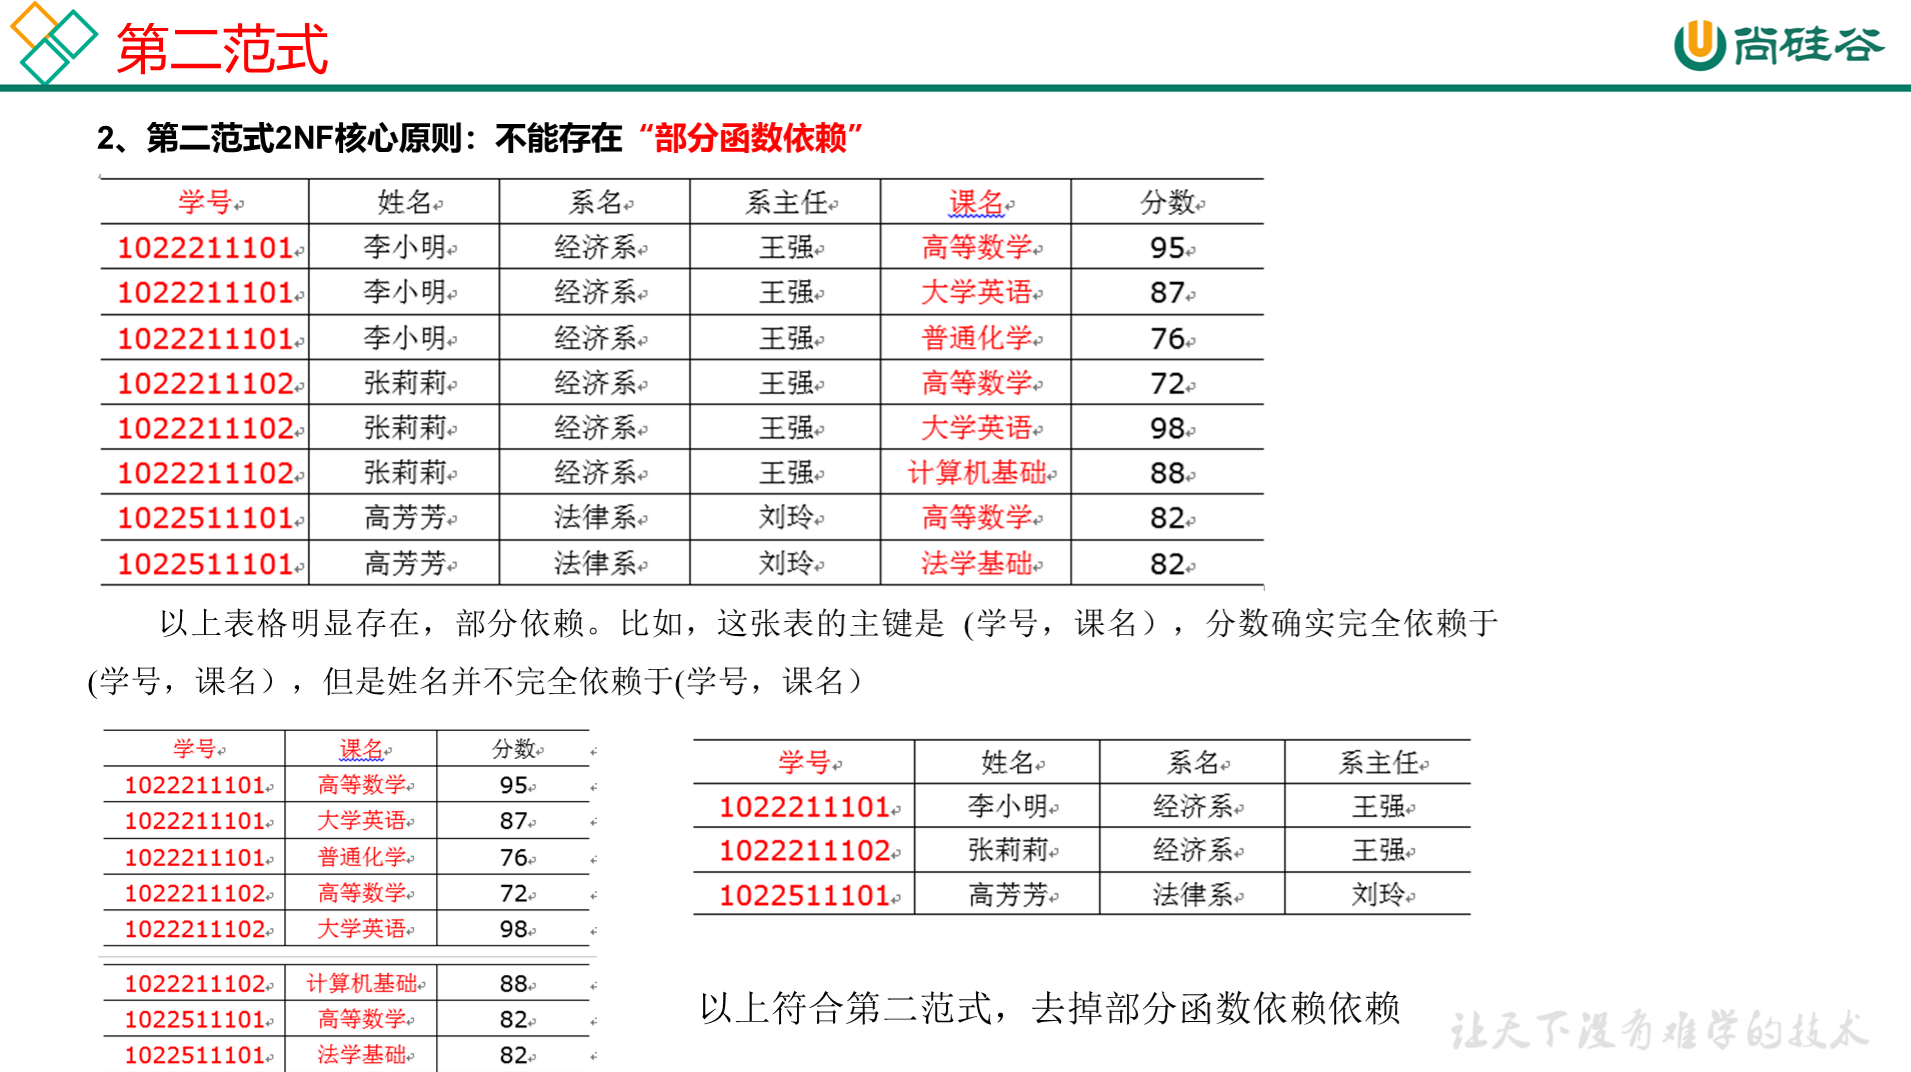 第二范式
尚硅谷
2、第二范式2NF核心原则：不能存在“部分函数依赖”
学号 姓名 系名 系主任 课名 分数
1022211101 李小明 经济系 王强 高等数学 95
1022211101 李小明 经济系 王强 大学英语 87
1022211101 李小明 经济系 王强 普通化学 76
1022211102 张莉莉 经济系 王强 高等数学 72
1022211102 张莉莉 经济系 王强 大学英语 98
1022211102 张莉莉 经济系 王强 计算机基础 88
1022511101 高芳芳 法律系 刘玲 高等数学 82
1022511101 高芳芳 法律系 刘玲 法学基础 82
以上表格明显存在，部分依赖。比如，这张表的主键是 (学号，课名），分数确实完全依赖于
(学号，课名），但是姓名并不完全依赖于(学号，课名）
学号 课名 分数
1022211101 高等数学 95
1022211101 大学英语 87
1022211101 普通化学 76
1022211102 高等数学 72
1022211102 大学英语 98
1022211102 计算机基础 88
1022511101 高等数学 82
1022511101 法学基础 82
学号 姓名 系名 系主任
1022211101 李小明 经济系 王强
1022211102 张莉莉 经济系 王强
1022511101 高芳芳 法律系 刘玲
以上符合第二范式，去掉部分函数依赖依赖
让天下没有难学的技术